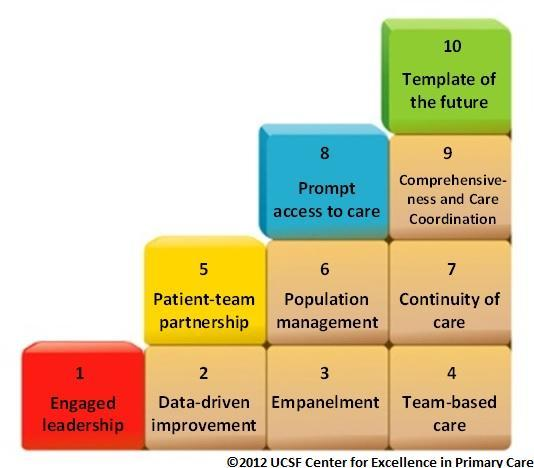 10
Template of
the future
8
Prompt
access to care
9
Comprehensive-
ness and Care
Coordination
5
Patient-team
partnership
6
Population
management
7
Continuity of
care
1
Engaged
leadership
2
Data-driven
improvement
3
Empanelment
4
Team-based
care
©2012 UCSF Center for Excellence in Primary Care